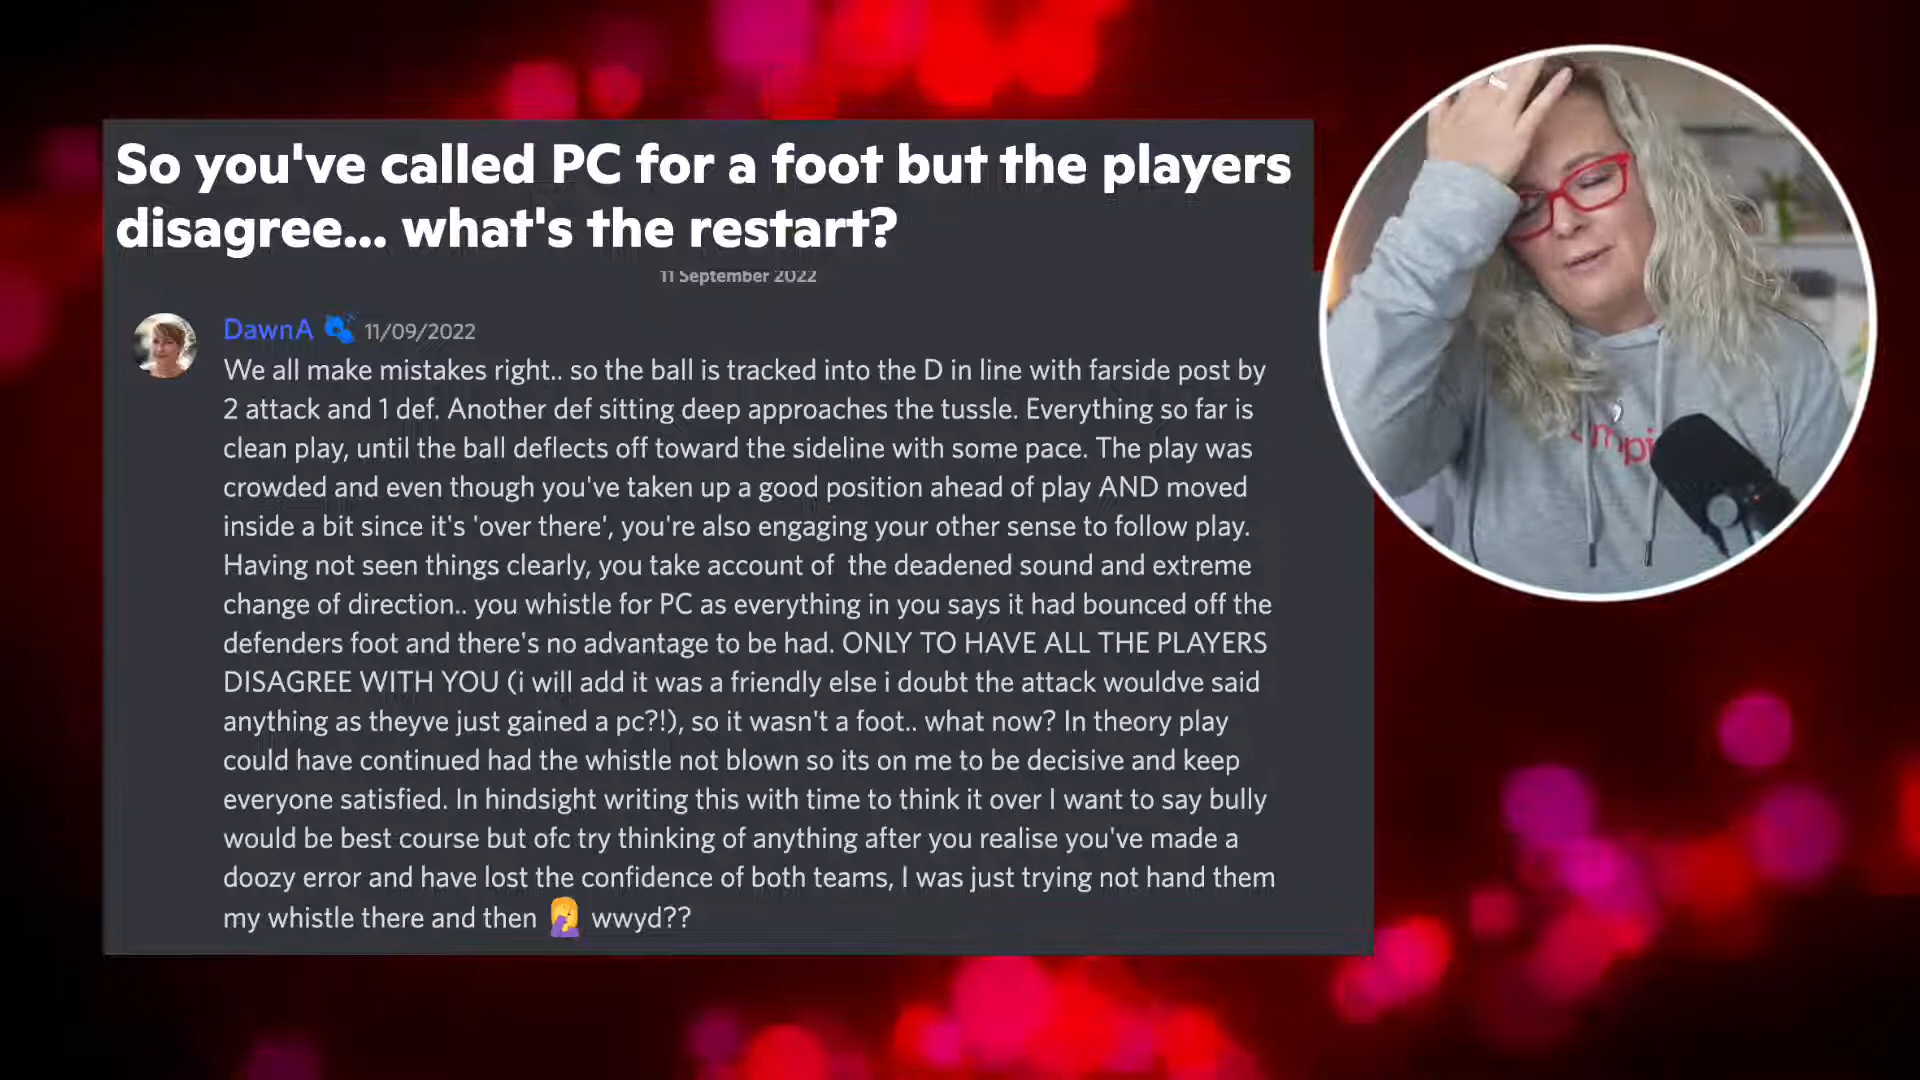 So you've called PC for a foot but the players
disagree... what's the restart?
11 September 2022
DawnA 11/09/2022
We all make mistakes right.. so the ball is tracked into the D in line with farside post by
2 attack and 1 def. Another def sitting deep approaches the tussle. Everything so far is
clean play, until the ball deflects off toward the sideline with some pace. The play was
crowded and even though you've taken up a good position ahead of play AND moved
inside a bit since it's 'over there', you're also engaging your other sense to follow play.
Having not seen things clearly, you take account of the deadened sound and extreme
change of direction.. you whistle for PC as everything in you says it had bounced off the
defenders foot and there's no advantage to be had. ONLY TO HAVE ALL THE PLAYERS
DISAGREE WITH YOU (i will add it was a friendly else i doubt the attack wouldve said
anything as theyve just gained a pc?!), so it wasn't a foot.. what now? In theory play
could have continued had the whistle not blown so its on me to be decisive and keep
everyone satisfied. In hindsight writing this with time to think it over I want to say bully
would be best course but ofc try thinking of anything after you realise you've made a
doozy error and have lost the confidence of both teams, I was just trying not hand them
my whistle there and then 🤦 wwyd??